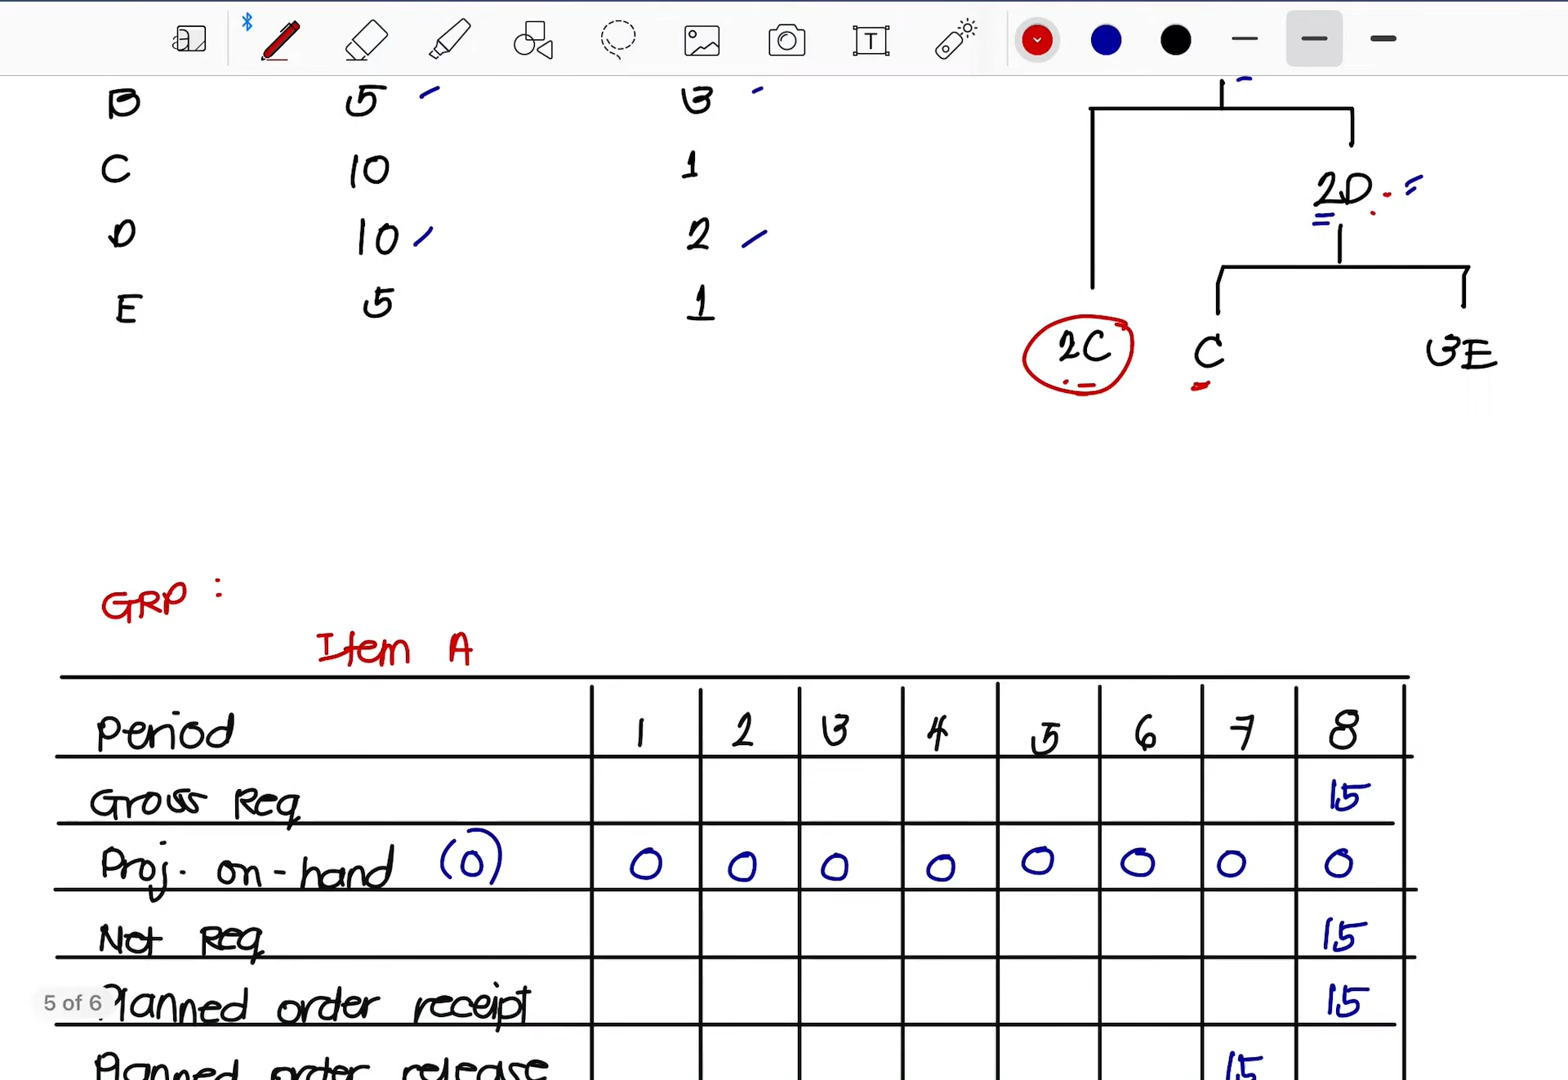 T
B 5 3
C 10 1
D 10 2
E 5 1
2D
2C C 3E
GRP :
Item A
Period 1 2 3 4 5 6 7 8
Gross Req 15
Proj. on-hand (0) 0 0 0 0 0 0 0 0
Net Req 15
5 of 6
Planned order receipt 15
Planned order release 15